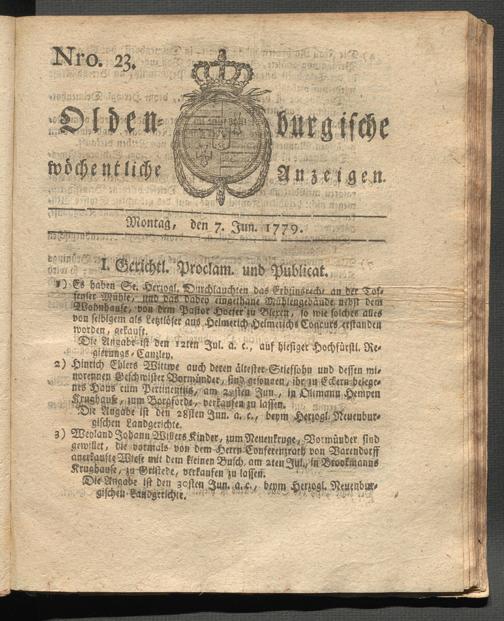 Nro. 23.
Oldenburgische
wöchentliche Anzeigen.
Montag, den 7. Jun. 1779.
I. Gerichtl. Proclam. und Publicat.
1) Es haben Se. Herzogl. Durchlauchten das Erbzinsrecht an der Tos-
senser Mühle, und das dabey eingethane Mühlengebäude nebst dem
Wohnhause, von dem Pastor Hoeter zu Blexen, so wie solches alles
von selbigem als Letztlöser aus Helmerich Helmerichs Concurs erstanden
worden, gekauft.
Die Angabe ist den 12ten Jul. a. c., auf hiesiger Hochfürstl. Re-
gierungs-Canzley.
2) Hinrich Ehlers Wittwe auch deren ältester Stiefsohn und dessen mi-
norennen Geschwister Vormünder, sind gesonnen, ihr zu Eckern belege-
nes Haus cum Pertinentiis, am 29sten Jun., in Oltmann Hempen
Krughause, zum Borgforde, verkaufen zu lassen.
Die Angabe ist den 28sten Jun. a. c., beym Herzogl. Neuenbur-
gischen Landgerichte.
3) Weyland Johann Willers Kinder, zum Neuenkruge, Vormünder sind
gewillet, die vormals von dem Herrn Conferenzrath von Varendorff
anerkaufte Wiese mit dem kleinen Busch, am 2ten Jul., in Brookmanns
Krughause, zu Gristede, verkaufen zu lassen.
Die Angabe ist den 30sten Jun. a. c., beym Herzogl. Neuenbur-
gischen Landgerichte.